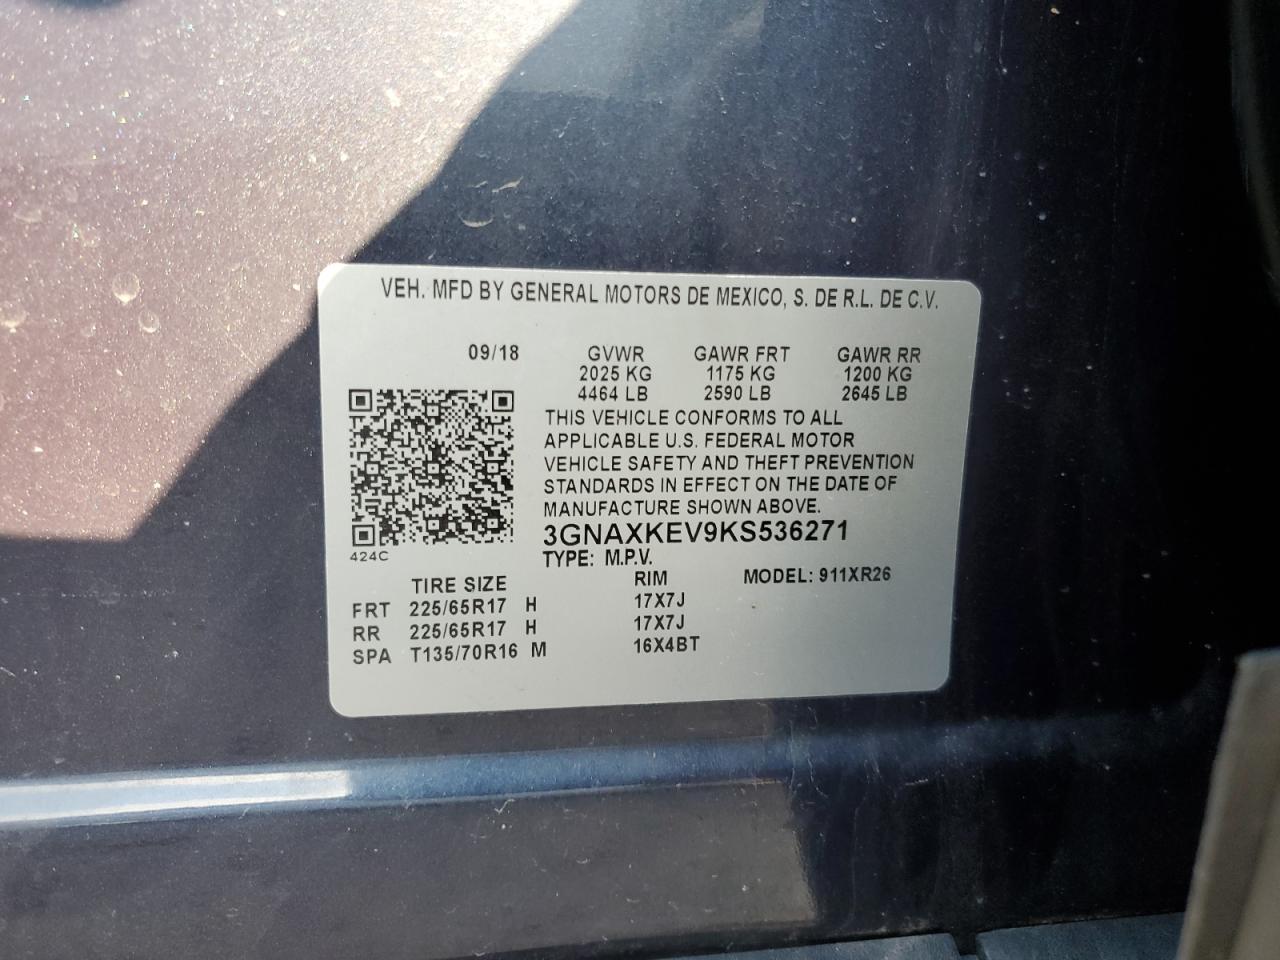 VEH. MFD BY GENERAL MOTORS DE MEXICO, S. DE R.L. DE C.V.
09/18 GVWR GAWR FRT GAWR RR
2025 KG 1175 KG 1200 KG
4464 LB 2590 LB 2645 LB
THIS VEHICLE CONFORMS TO ALL
APPLICABLE U.S. FEDERAL MOTOR
VEHICLE SAFETY AND THEFT PREVENTION
STANDARDS IN EFFECT ON THE DATE OF
MANUFACTURE SHOWN ABOVE.
3GNAXKEV9KS536271
424C
TYPE: M.P.V.
TIRE SIZE RIM MODEL: 911XR26
FRT 225/65R17 H 17X7J
RR 225/65R17 H 17X7J
SPA T135/70R16 M 16X4BT